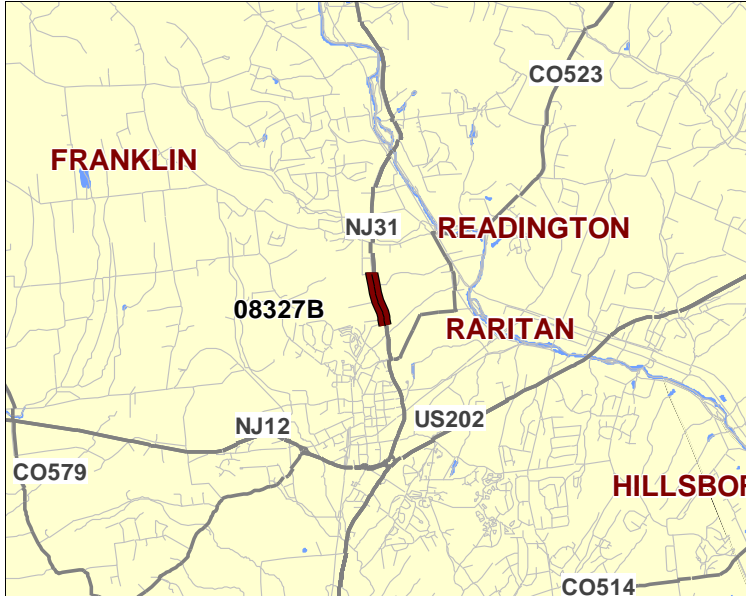 CO523
FRANKLIN
NJ31
READINGTON
08327B
RARITAN
NJ12
US202
CO579
HILLSBOR
CO514